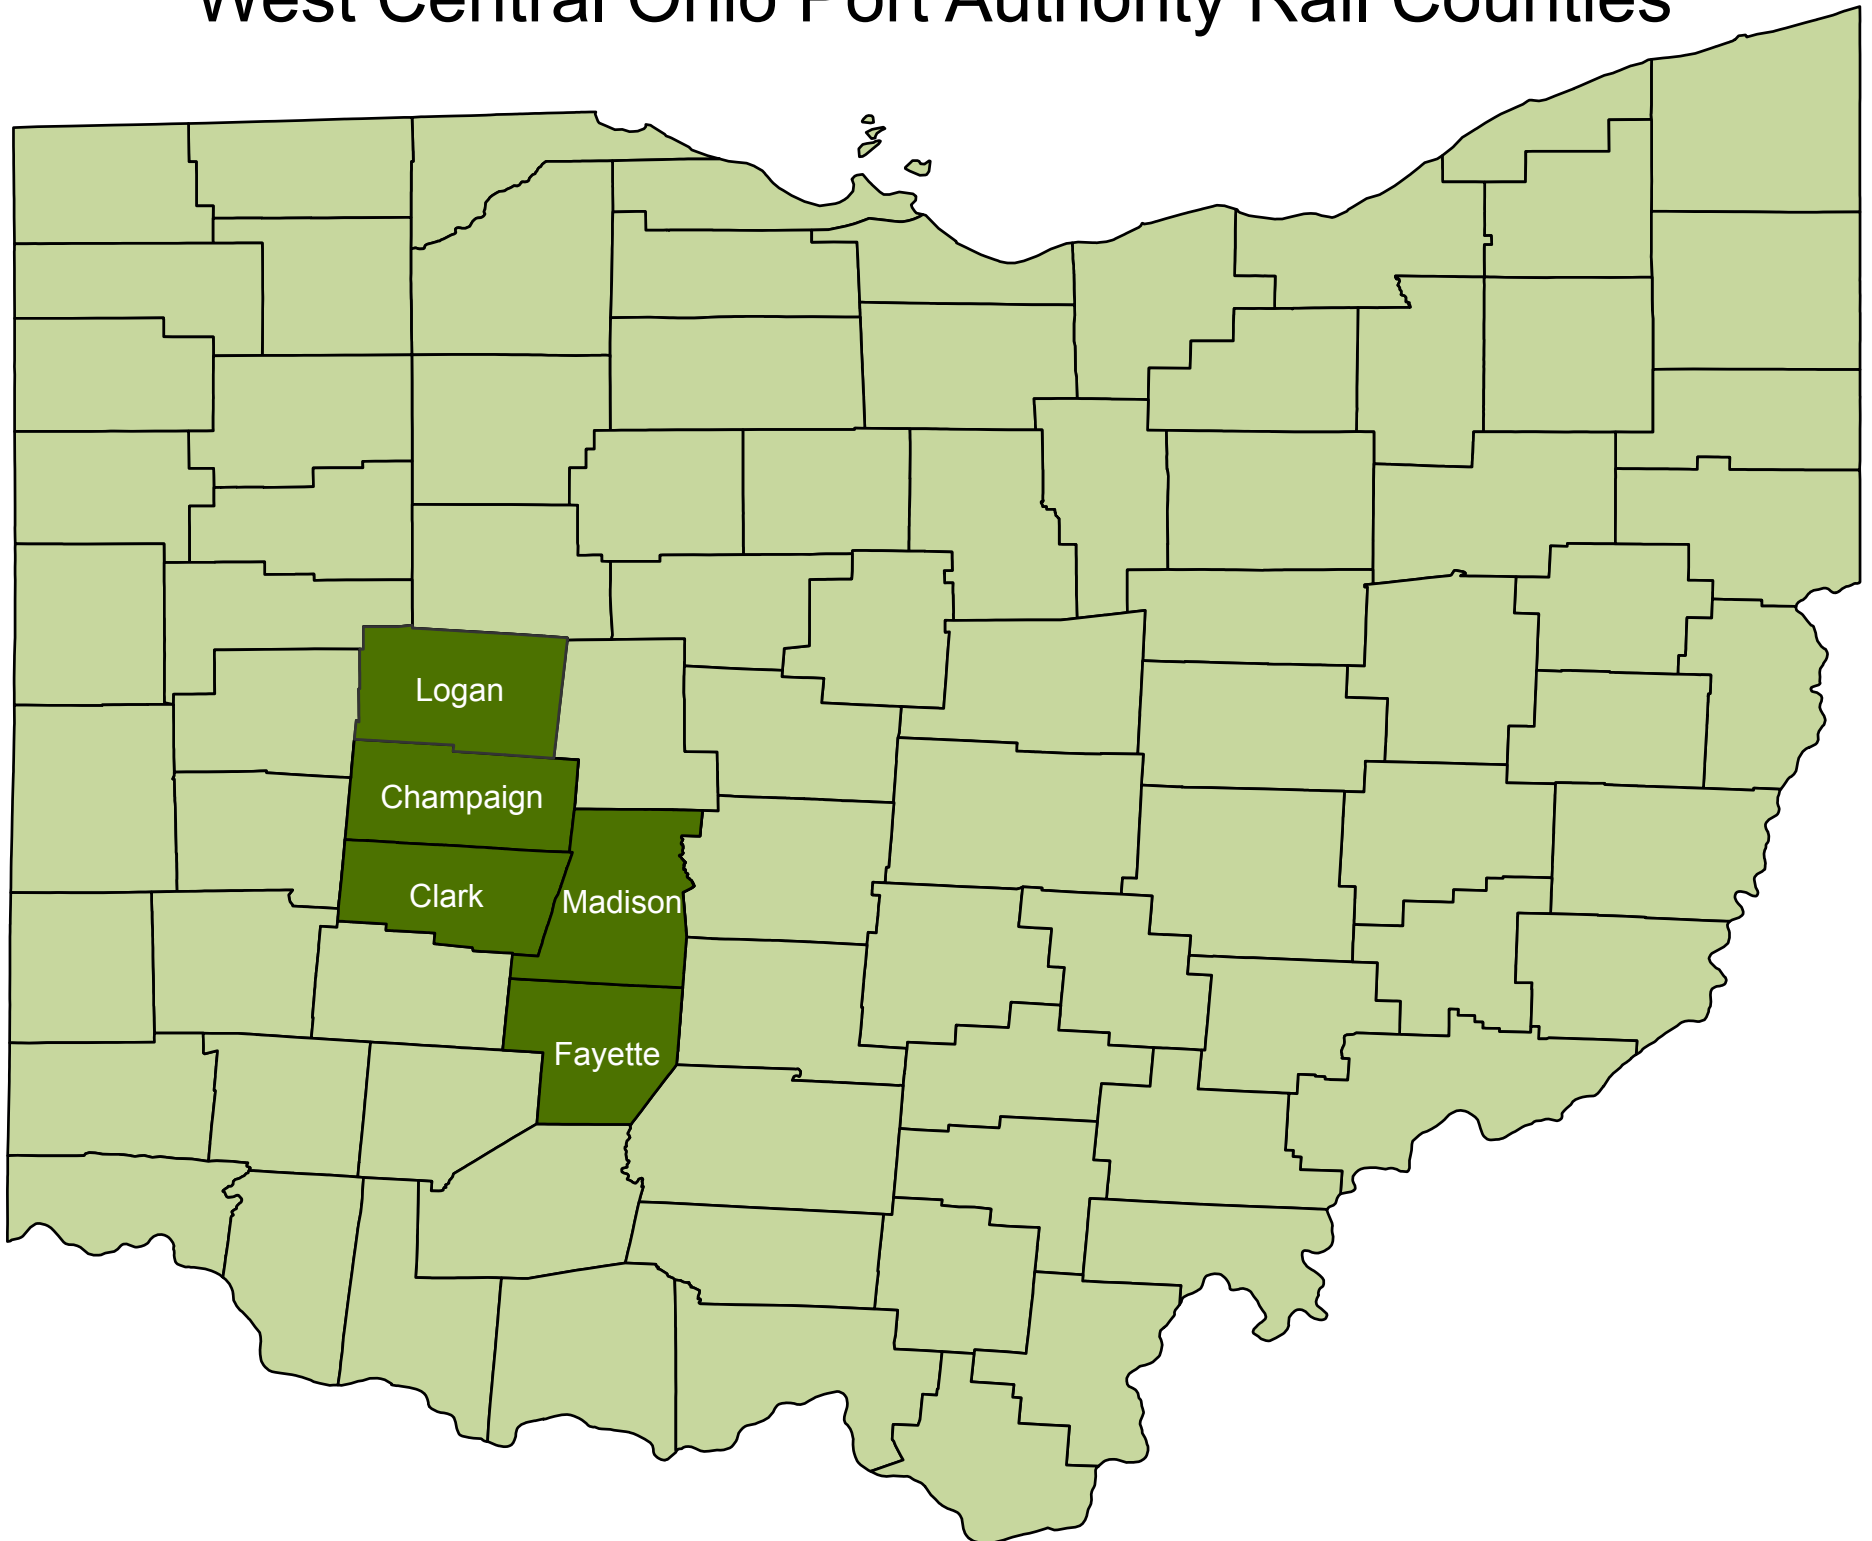 West Central Ohio Port Authority Rail Counties
Logan
Champaign
Clark
Madison
Fayette